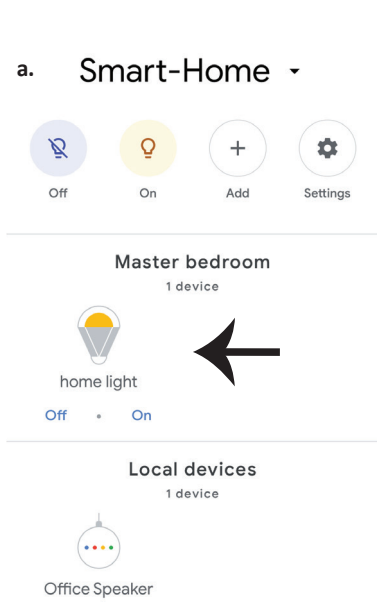 a. Smart-Home
Off On Add Settings
Master bedroom
1 device
home light
Off • On
Local devices
1 device
Office Speaker